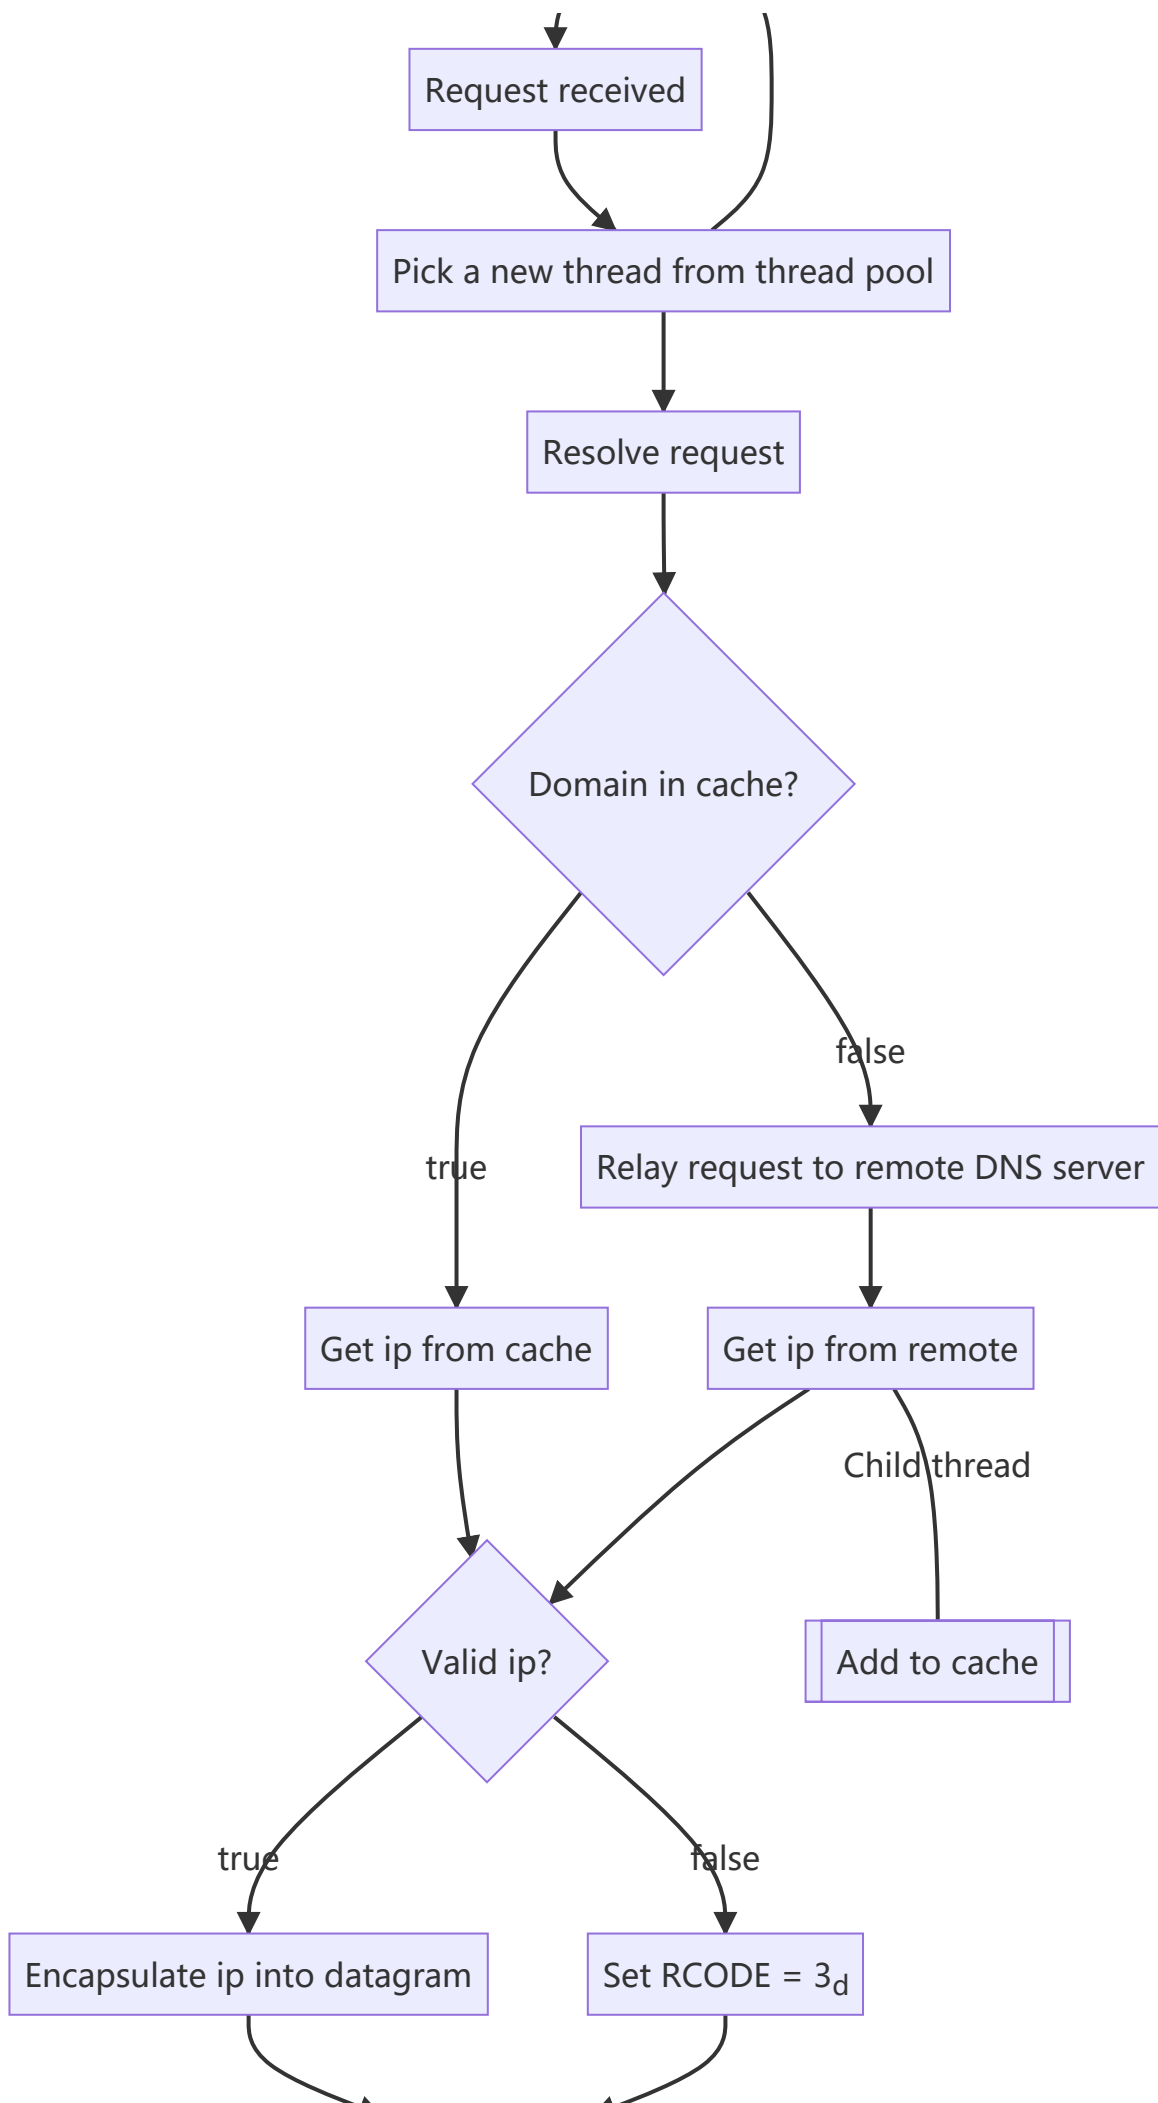 Request received
Pick a new thread from thread pool
Resolve request
Domain in cache?
false
true
Relay request to remote DNS server
Get ip from cache
Get ip from remote
Child thread
Valid ip?
Add to cache
true
false
Encapsulate ip into datagram
Set RCODE = 3d